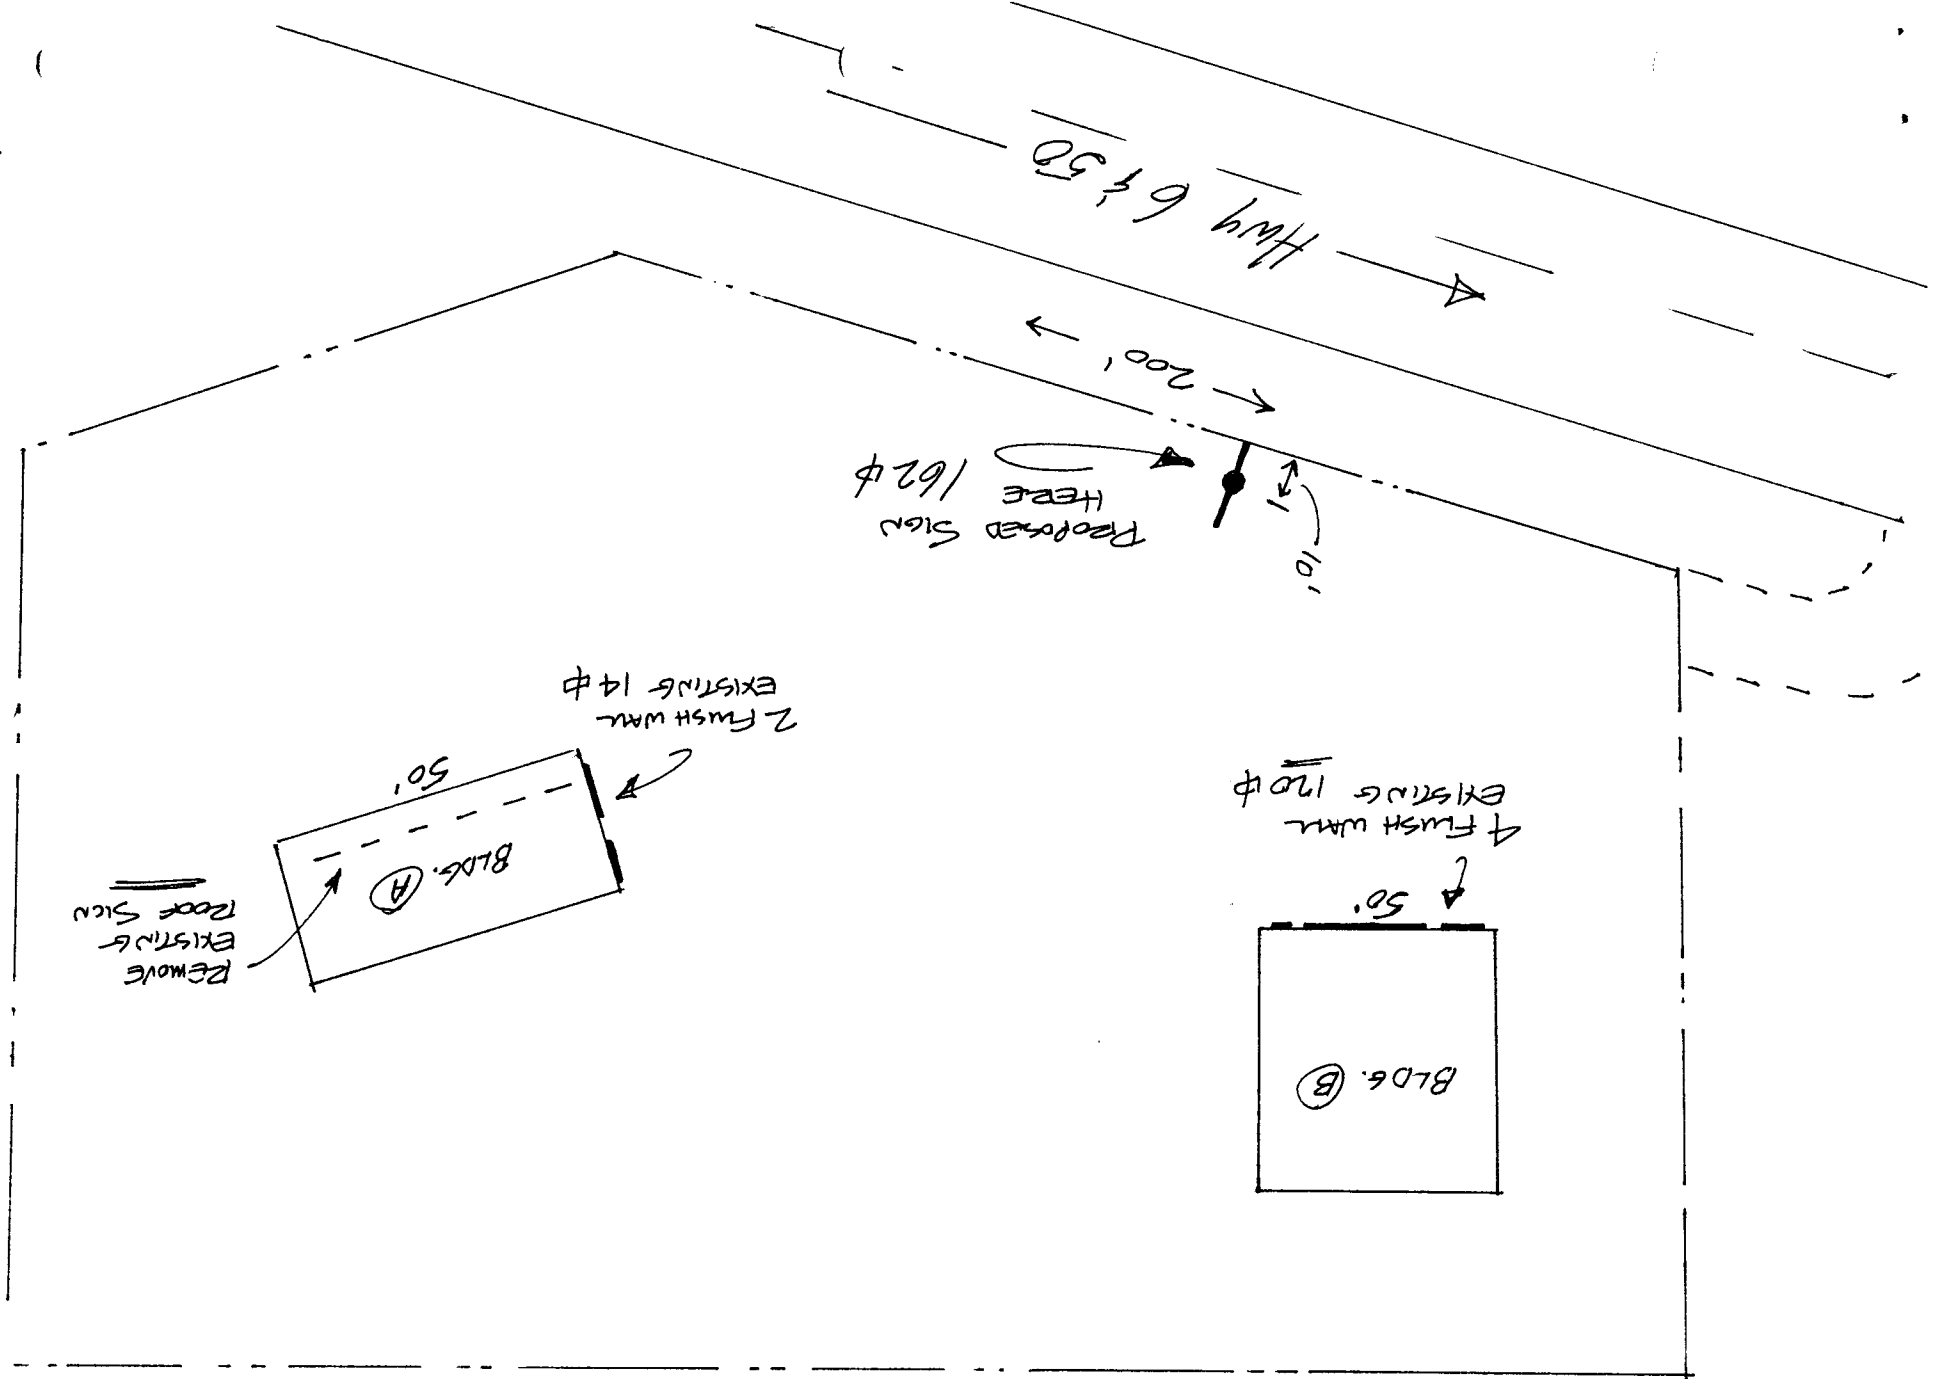 BLDG. B
REMOVE
EXISTING
ROOF SIGN
BLDG. A
50'
50'
4 FLUSH WALL
EXISTING 120 ⏀
2 FLUSH WALL
EXISTING 14 ⏀
10'
PROPOSED SIGN
HERE 162 ⏀
200'
Hwy 6 & 50